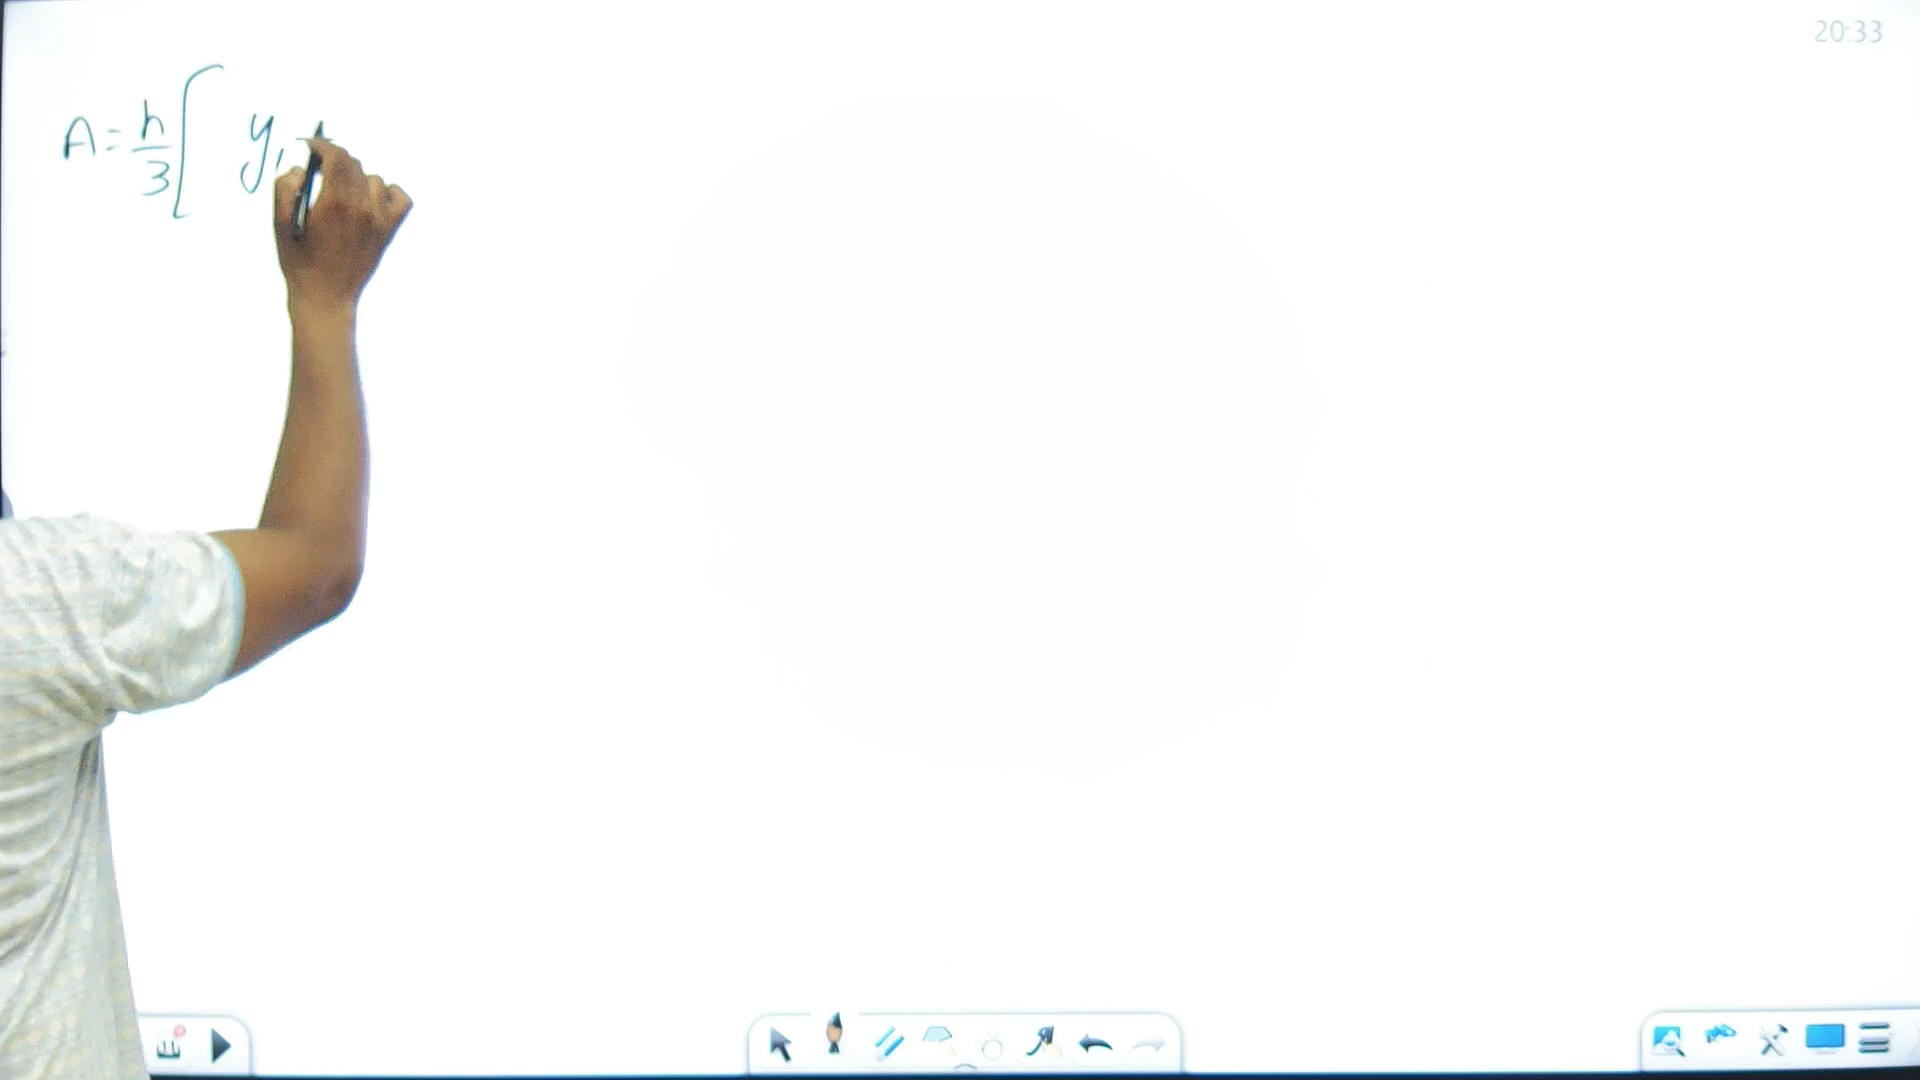 20:33
A = h/3 [ y₁ +